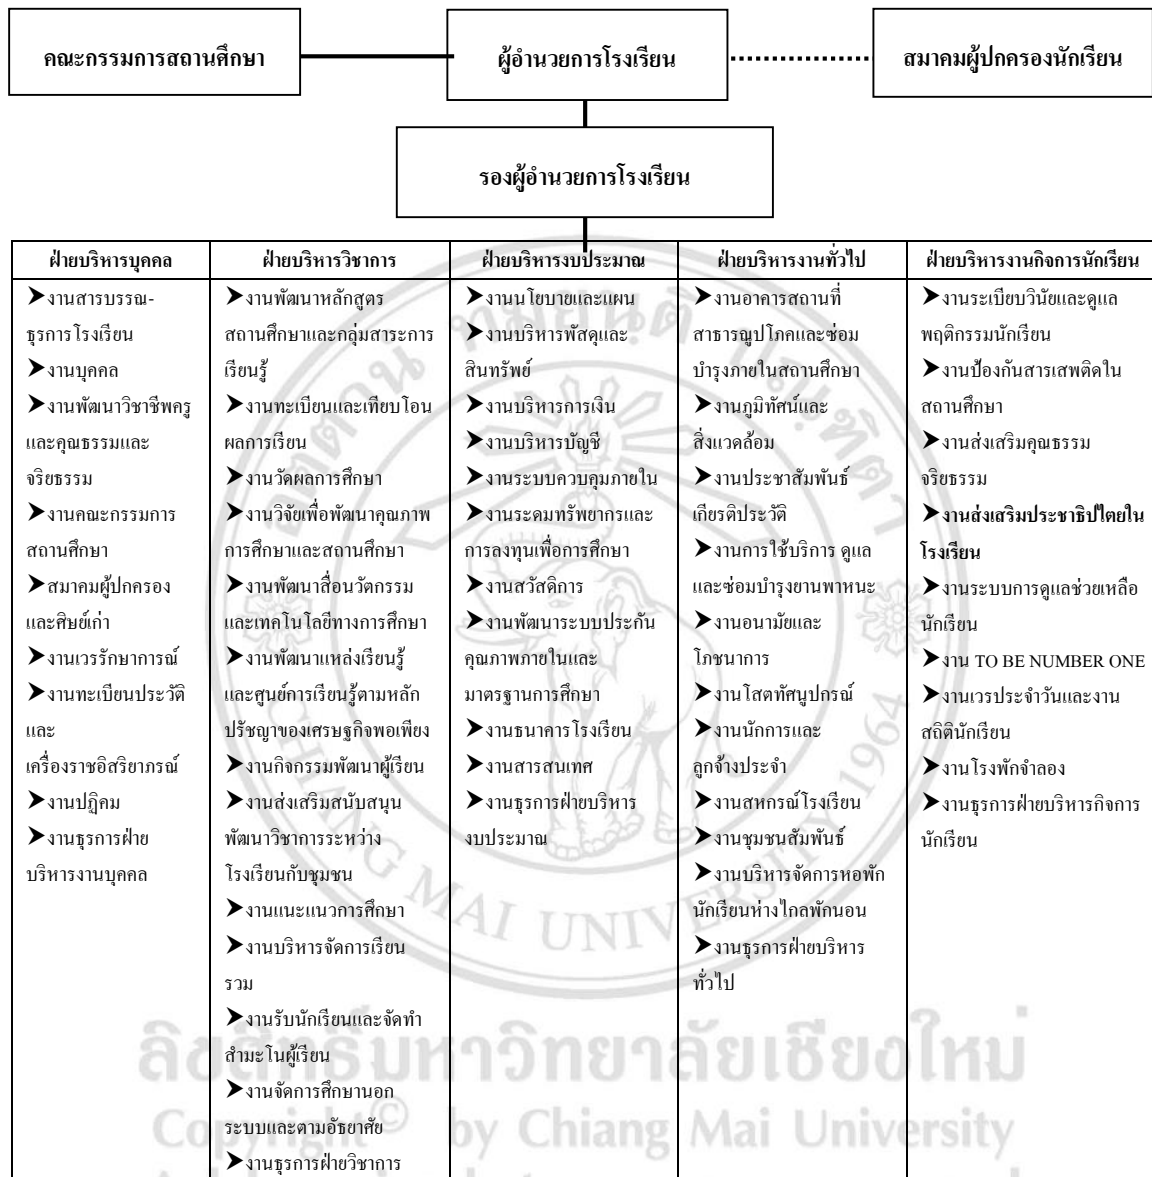 คณะกรรมการสถานศึกษา
ผู้อำนวยการโรงเรียน
สมาคมผู้ปกครองนักเรียน
รองผู้อำนวยการโรงเรียน
ฝ่ายบริหารบุคคล
➤งานสารบรรณ-
ธุรการโรงเรียน
➤งานบุคคล
➤งานพัฒนาวิชาชีพครู
และคุณธรรมและ
จริยธรรม
➤งานคณะกรรมการ
สถานศึกษา
➤สมาคมผู้ปกครอง
และศิษย์เก่า
➤งานเวรรักษาการณ์
➤งานทะเบียนประวัติ
และ
เครื่องราชอิสริยาภรณ์
➤งานปฏิคม
➤งานธุรการฝ่าย
บริหารงานบุคคล
ฝ่ายบริหารวิชาการ
➤งานพัฒนาหลักสูตร
สถานศึกษาและกลุ่มสาระการ
เรียนรู้
➤งานทะเบียนและเทียบโอน
ผลการเรียน
➤งานวัดผลการศึกษา
➤งานวิจัยเพื่อพัฒนาคุณภาพ
การศึกษาและสถานศึกษา
➤งานพัฒนาสื่อนวัตกรรม
และเทคโนโลยีทางการศึกษา
➤งานพัฒนาแหล่งเรียนรู้
และศูนย์การเรียนรู้ตามหลัก
ปรัชญาของเศรษฐกิจพอเพียง
➤งานกิจกรรมพัฒนาผู้เรียน
➤งานส่งเสริมสนับสนุน
พัฒนาวิชาการระหว่าง
โรงเรียนกับชุมชน
➤งานแนะแนวการศึกษา
➤งานบริหารจัดการเรียน
รวม
➤งานรับนักเรียนและจัดทำ
สำมะโนผู้เรียน
➤งานจัดการศึกษานอก
ระบบและตามอัธยาศัย
➤งานธุรการฝ่ายวิชาการ
ฝ่ายบริหารงบประมาณ
➤งานนโยบายและแผน
➤งานบริหารพัสดุและ
สินทรัพย์
➤งานบริหารการเงิน
➤งานบริหารบัญชี
➤งานระบบควบคุมภายใน
➤งานระดมทรัพยากรและ
การลงทุนเพื่อการศึกษา
➤งานสวัสดิการ
➤งานพัฒนาระบบประกัน
คุณภาพภายในและ
มาตรฐานการศึกษา
➤งานธนาคารโรงเรียน
➤งานสารสนเทศ
➤งานธุรการฝ่ายบริหาร
งบประมาณ
ฝ่ายบริหารงานทั่วไป
➤งานอาคารสถานที่
สาธารณูปโภคและซ่อม
บำรุงภายในสถานศึกษา
➤งานภูมิทัศน์และ
สิ่งแวดล้อม
➤งานประชาสัมพันธ์
เกียรติประวัติ
➤งานการใช้บริการ ดูแล
และซ่อมบำรุงยานพาหนะ
➤งานอนามัยและ
โภชนาการ
➤งานโสตทัศนูปกรณ์
➤งานนักการและ
ลูกจ้างประจำ
➤งานสหกรณ์โรงเรียน
➤งานชุมชนสัมพันธ์
➤งานบริหารจัดการหอพัก
นักเรียนห่างไกลพักนอน
➤งานธุรการฝ่ายบริหาร
ทั่วไป
ฝ่ายบริหารงานกิจการนักเรียน
➤งานระเบียบวินัยและดูแล
พฤติกรรมนักเรียน
➤งานป้องกันสารเสพติดใน
สถานศึกษา
➤งานส่งเสริมคุณธรรม
จริยธรรม
➤งานส่งเสริมประชาธิปไตยใน
โรงเรียน
➤งานระบบการดูแลช่วยเหลือ
นักเรียน
➤งาน TO BE NUMBER ONE
➤งานเวรประจำวันและงาน
สถิตินักเรียน
➤งานโรงพักจำลอง
➤งานธุรการฝ่ายบริหารกิจการ
นักเรียน
CHIANG MAI UNIVERSITY 1964
ลิขสิทธิ์มหาวิทยาลัยเชียงใหม่
Copyright© by Chiang Mai University